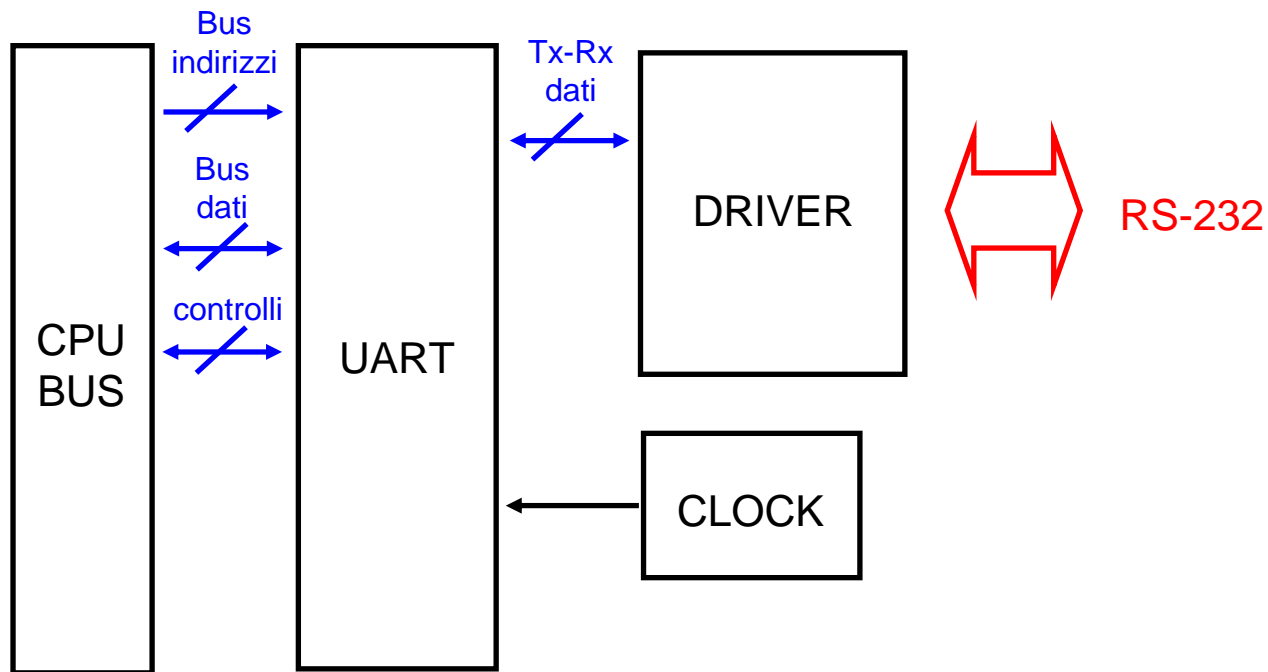 Bus
indirizzi
Tx-Rx
dati
Bus
dati
DRIVER
RS-232
controlli
CPU
BUS
UART
CLOCK